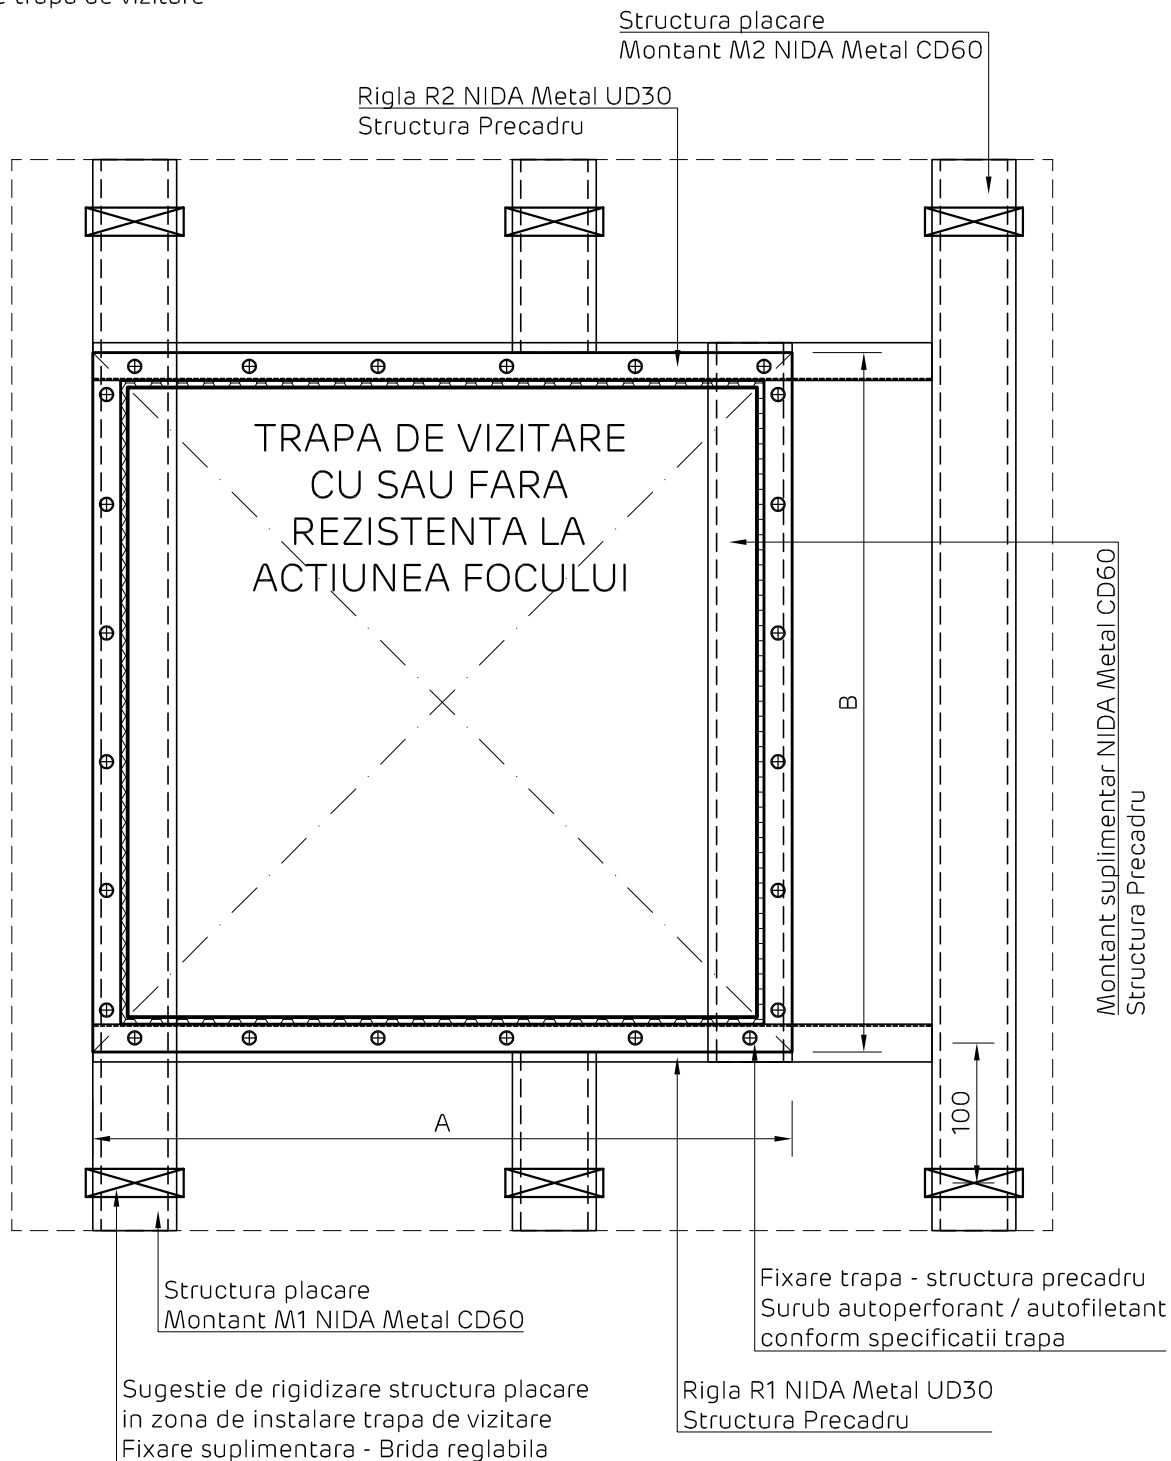 trapa de vizitare
Structura placare
Montant M2 NIDA Metal CD60
Rigla R2 NIDA Metal UD30
Structura Precadru
TRAPA DE VIZITARE
CU SAU FARA
REZISTENTA LA
ACTIUNEA FOCULUI
B
Montant suplimentar NIDA Metal CD60
Structura Precadru
100
A
Structura placare
Montant M1 NIDA Metal CD60
Fixare trapa - structura precadru
Surub autoperforant / autofiletant
conform specificatii trapa
Sugestie de rigidizare structura placare
in zona de instalare trapa de vizitare
Fixare suplimentara - Brida reglabila
Rigla R1 NIDA Metal UD30
Structura Precadru